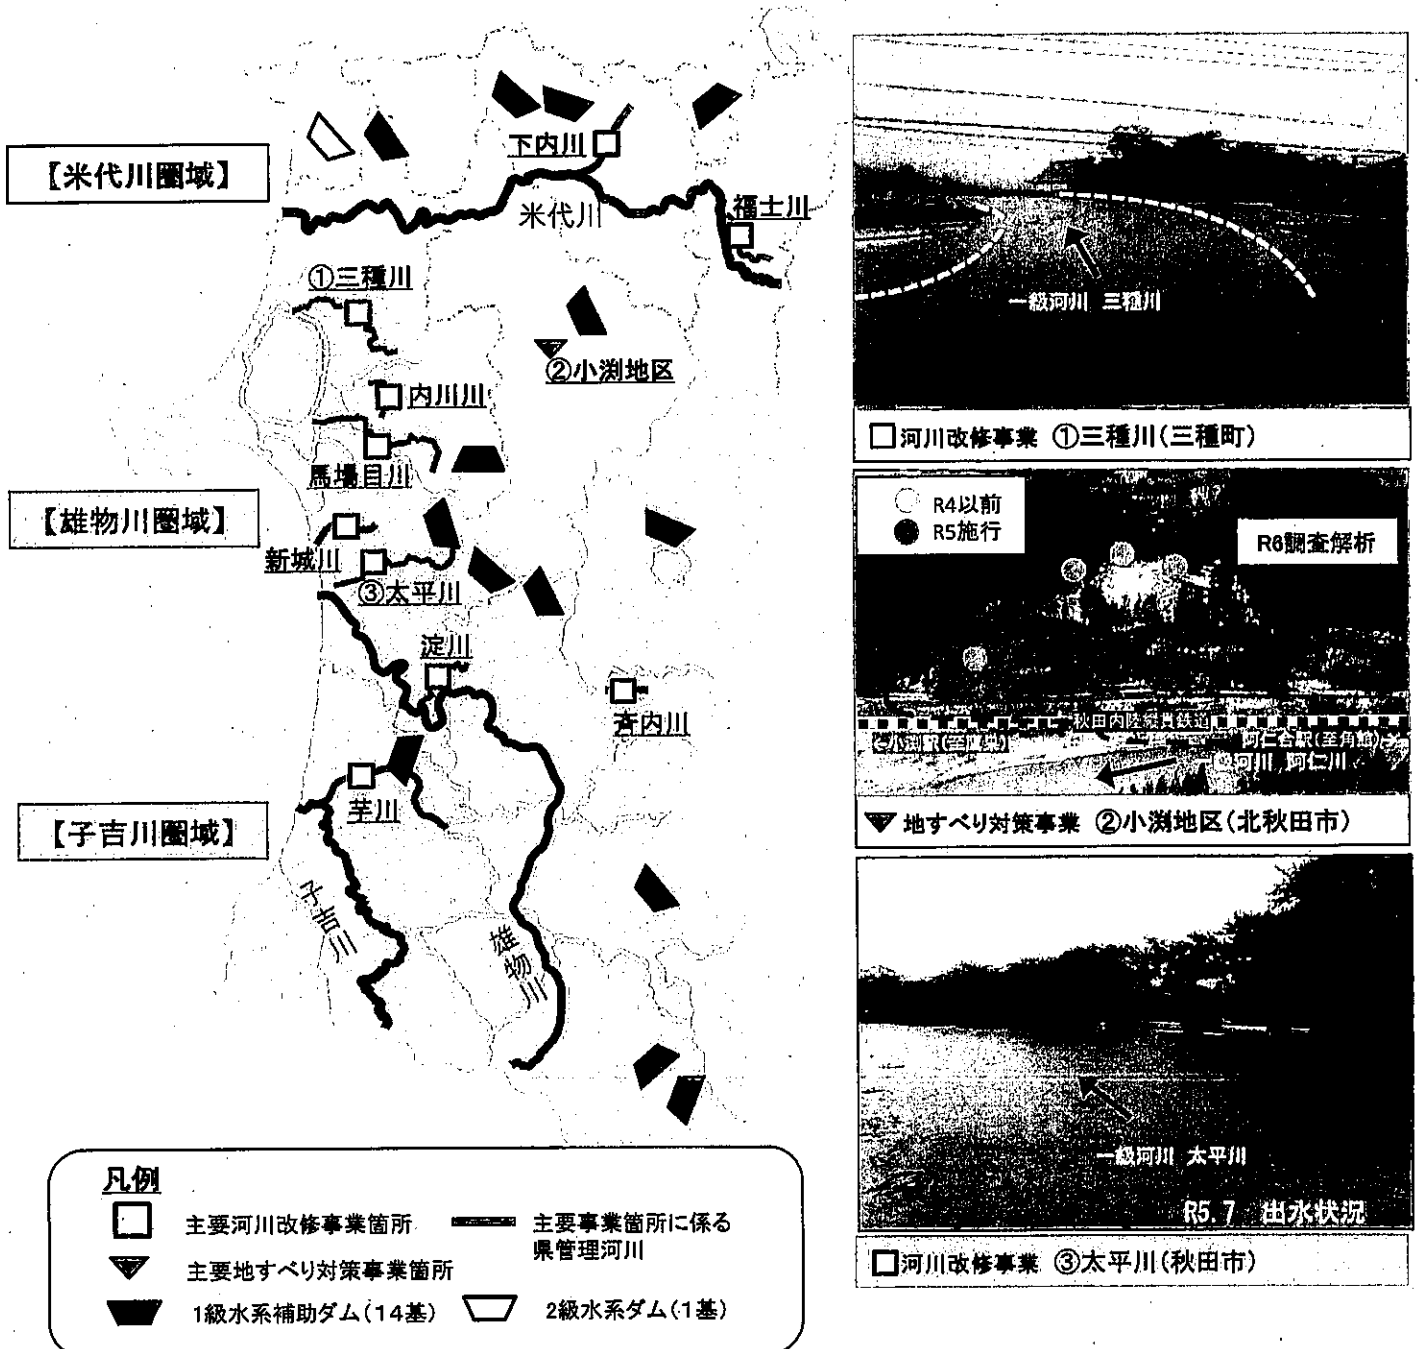 【米代川圏域】
下内川
米代川
福士川
①三種川
②小渕地区
内川川
馬場目川
【雄物川圏域】
新城川
③太平川
淀川
斉内川
芋川
【子吉川圏域】
子吉川
雄物川
凡例
主要河川改修事業箇所
主要事業箇所に係る
県管理河川
主要地すべり対策事業箇所
1級水系補助ダム(14基)
2級水系ダム(1基)
一級河川 三種川
河川改修事業 ①三種川(三種町)
R4以前
R5施行
R6調査解析
秋田内陸縦貫鉄道
小渕駅(至鷹巣)
阿仁合駅(至角館)
一級河川 阿仁川
地すべり対策事業 ②小渕地区(北秋田市)
一級河川 太平川
R5.7 出水状況
河川改修事業 ③太平川(秋田市)